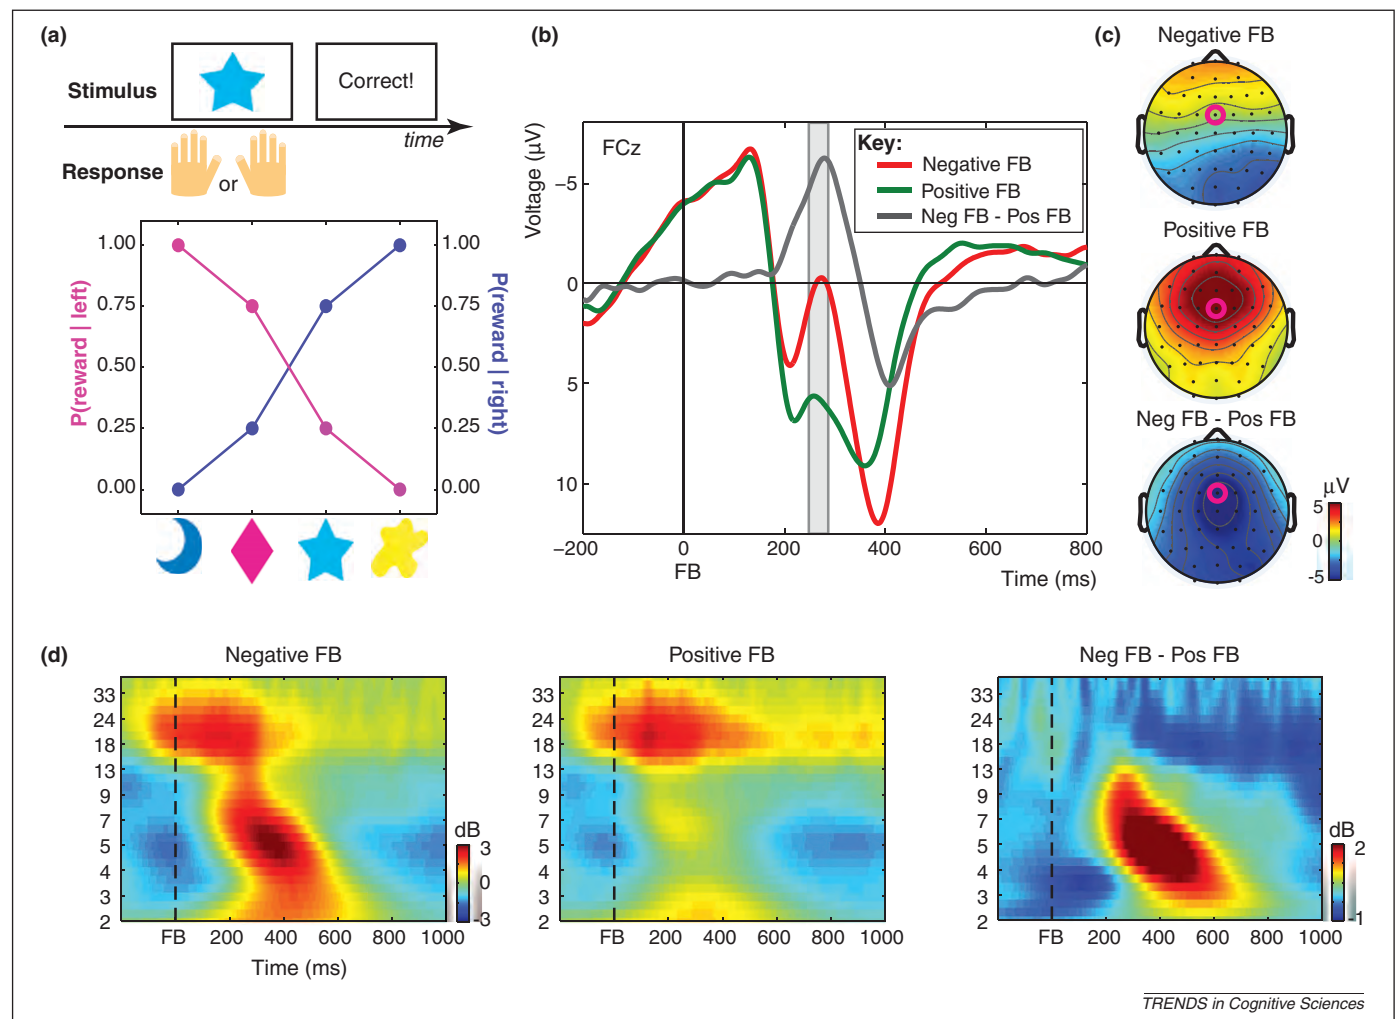 (a)
Stimulus
Correct!
time
Response
or
P(reward | left)
1.00
0.75
0.50
0.25
0.00
1.00
0.75
0.50
0.25
0.00
P(reward | right)
(b)
Voltage (µV)
FCz
Key:
Negative FB
Positive FB
Neg FB - Pos FB
−5
0
5
10
−200 0 200 400 600 800
FB
Time (ms)
(c)
Negative FB
Positive FB
Neg FB - Pos FB
µV
5
0
-5
(d)
Negative FB
33
24
18
13
9
7
5
4
3
2
FB 200 400 600 800 1000
Time (ms)
dB
3
0
-3
Positive FB
33
24
18
13
9
7
5
4
3
2
FB 200 400 600 800 1000
Neg FB - Pos FB
33
24
18
13
9
7
5
4
3
2
FB 200 400 600 800 1000
dB
2
-1
TRENDS in Cognitive Sciences